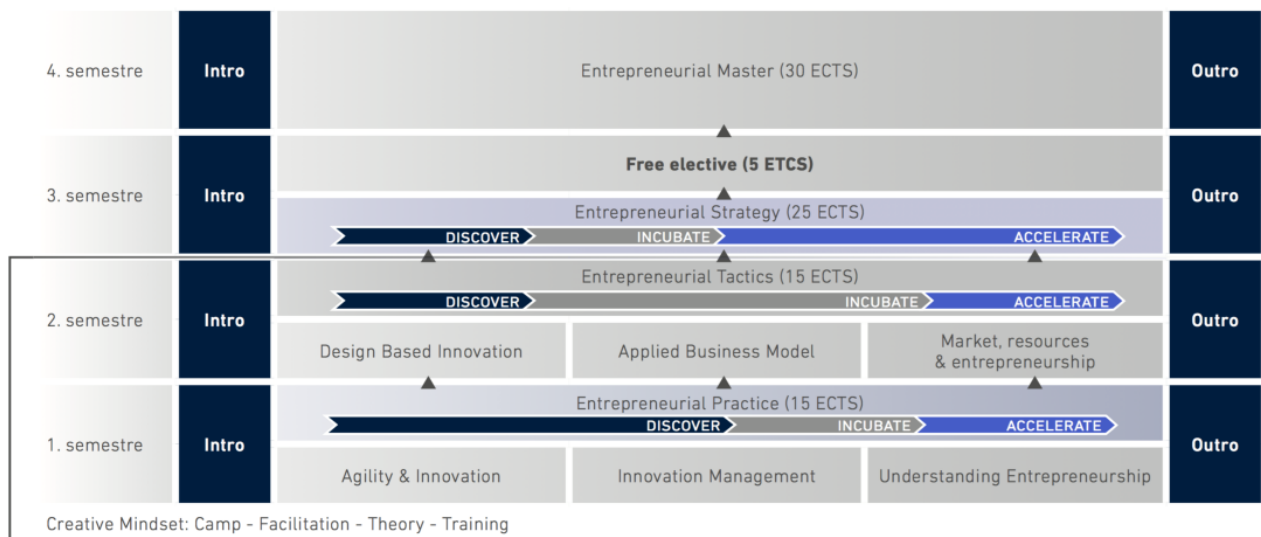 4. semestre
Intro
Entrepreneurial Master (30 ECTS)
Outro
3. semestre
Intro
Free elective (5 ETCS)
Entrepreneurial Strategy (25 ECTS)
DISCOVER
INCUBATE
ACCELERATE
Outro
2. semestre
Intro
Entrepreneurial Tactics (15 ECTS)
DISCOVER
INCUBATE
ACCELERATE
Design Based Innovation
Applied Business Model
Market, resources
& entrepreneurship
Outro
1. semestre
Intro
Entrepreneurial Practice (15 ECTS)
DISCOVER
INCUBATE
ACCELERATE
Agility & Innovation
Innovation Management
Understanding Entrepreneurship
Outro
Creative Mindset: Camp - Facilitation - Theory - Training